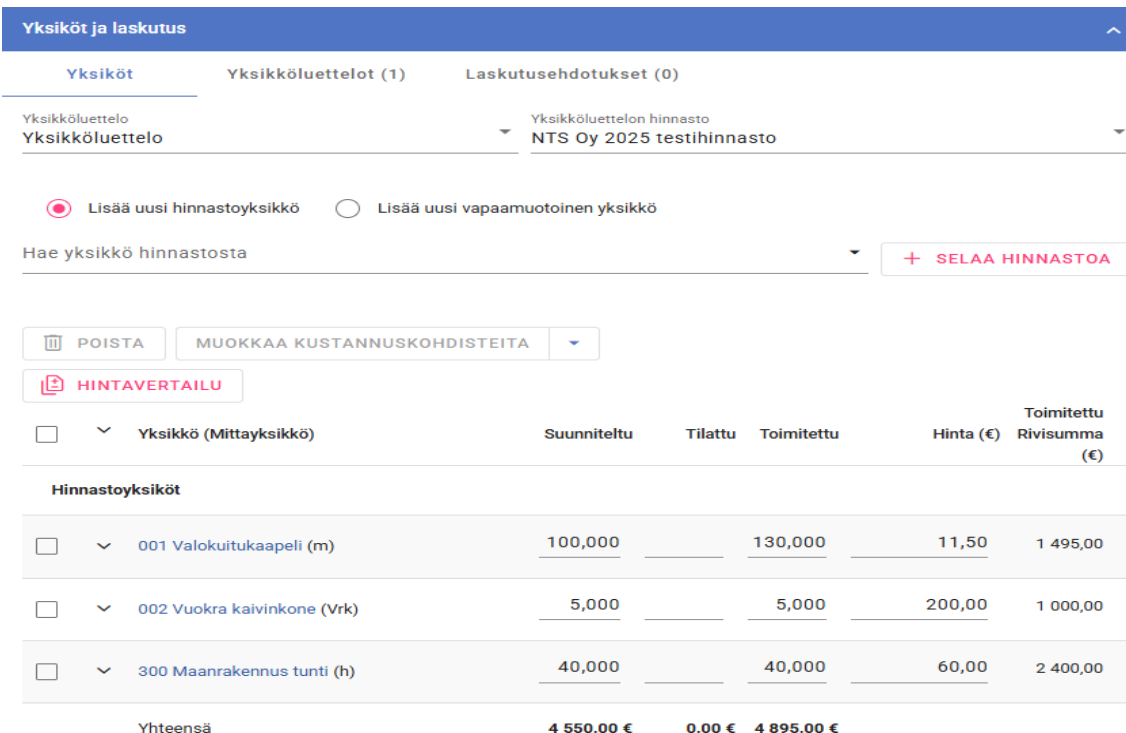 Yksiköt ja laskutus
Yksiköt Yksikköluettelot (1) Laskutusehdotukset (0)
Yksikköluettelo Yksikköluettelon hinnasto
Yksikköluettelo NTS Oy 2025 testihinnasto
Lisää uusi hinnastoyksikkö Lisää uusi vapaamuotoinen yksikkö
Hae yksikkö hinnastosta + SELAA HINNASTOA
POISTA MUOKKAA KUSTANNUSKOHDISTEITA
HINTAVERTAILU
Yksikkö (Mittayksikkö) Suunniteltu Tilattu Toimitettu Hinta (€) Toimitettu
Rivisumma
(€)
Hinnastoyksiköt
001 Valokuitukaapeli (m) 100,000 130,000 11,50 1 495,00
002 Vuokra kaivinkone (Vrk) 5,000 5,000 200,00 1 000,00
300 Maanrakennus tunti (h) 40,000 40,000 60,00 2 400,00
Yhteensä 4 550.00 € 0.00 € 4 895.00 €